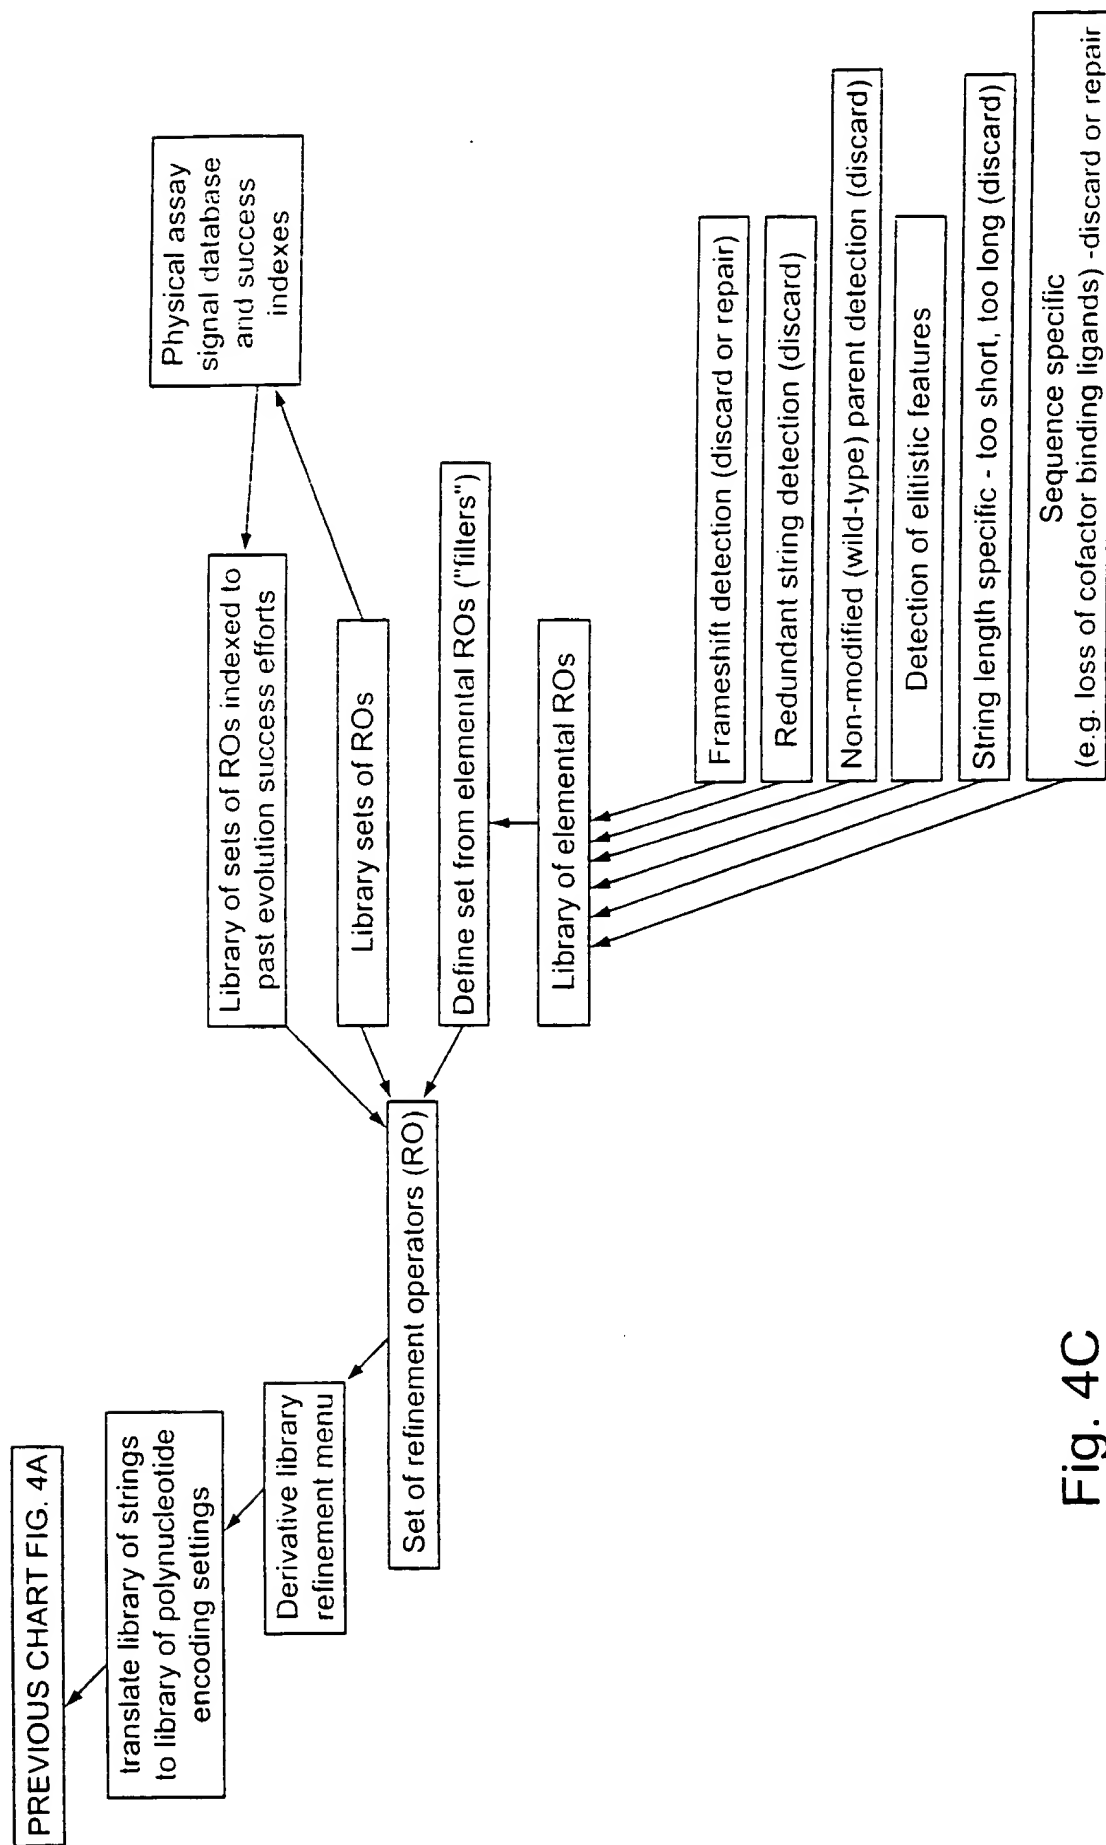 PREVIOUS CHART FIG. 4A
translate library of strings
to library of polynucleotide
encoding settings
Derivative library
refinement menu
Set of refinement operators (RO)
Library of sets of ROs indexed to
past evolution success efforts
Physical assay
signal database
and success
indexes
Library sets of ROs
Define set from elemental ROs ("filters")
Library of elemental ROs
Frameshift detection (discard or repair)
Redundant string detection (discard)
Non-modified (wild-type) parent detection (discard)
Detection of elitistic features
String length specific - too short, too long (discard)
Sequence specific
(e.g. loss of cofactor binding ligands) -discard or repair
Fig. 4C